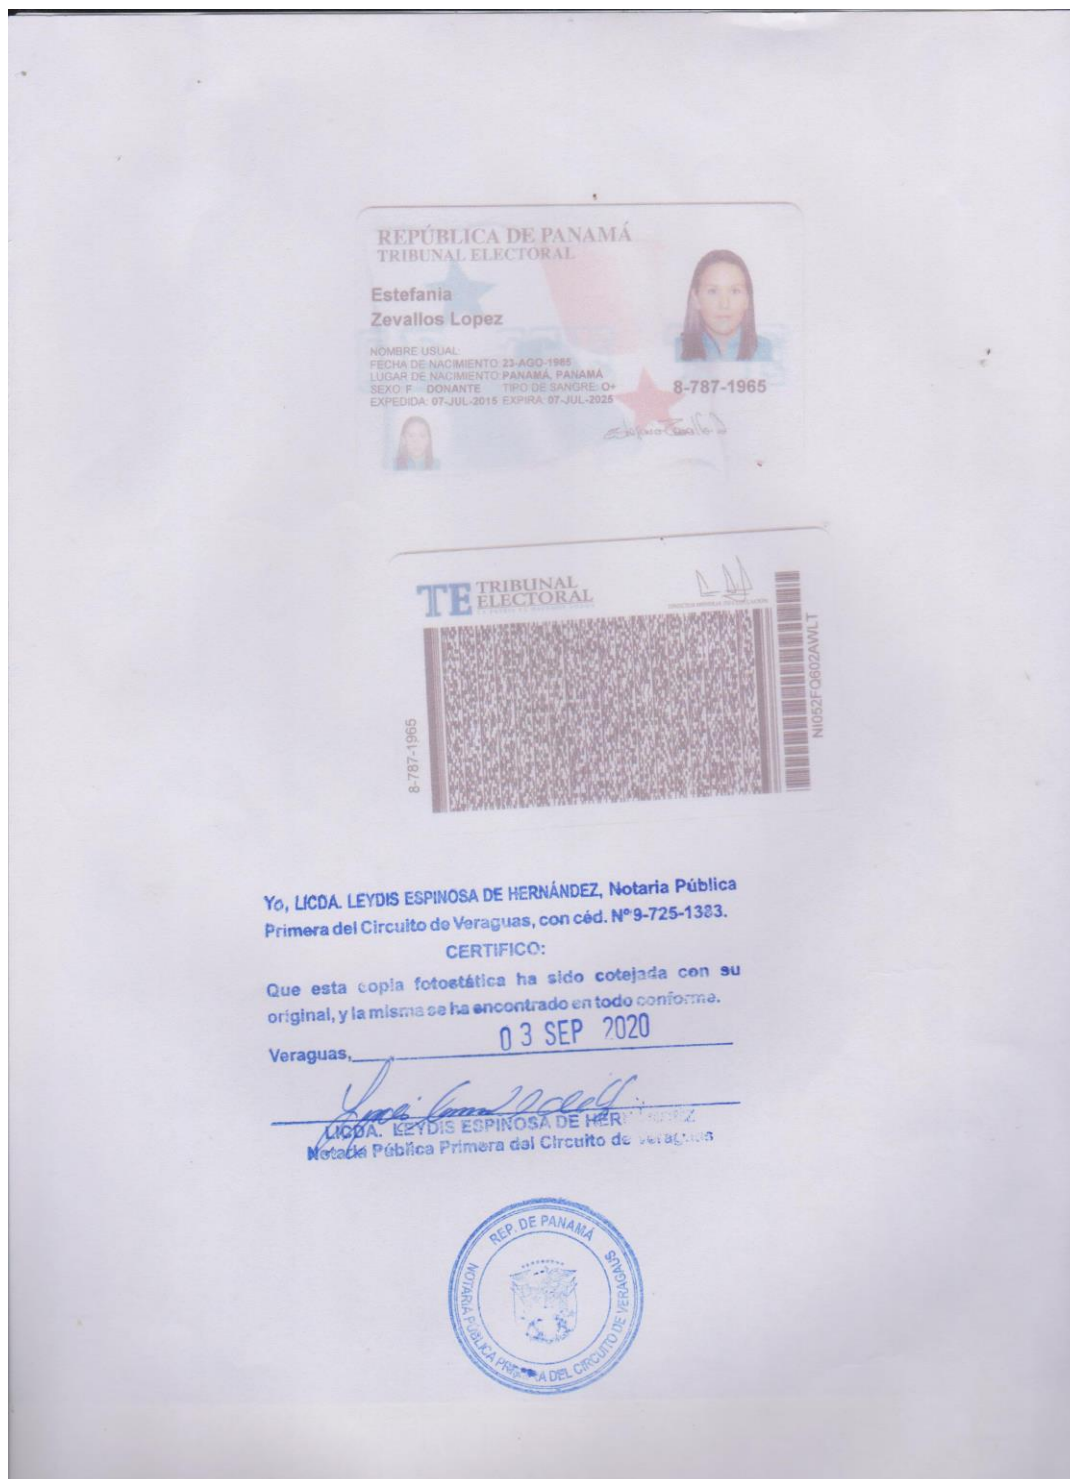 REPÚBLICA DE PANAMÁ
TRIBUNAL ELECTORAL
Estefania
Zevallos Lopez
NOMBRE USUAL:
FECHA DE NACIMIENTO: 23-AGO-1965
LUGAR DE NACIMIENTO: PANAMÁ, PANAMÁ
SEXO: F DONANTE TIPO DE SANGRE: O+
EXPEDIDA: 07-JUL-2015 EXPIRA: 07-JUL-2025
8-787-1965
TE TRIBUNAL
ELECTORAL
8-787-1965
NI052FO602AWLT
Yo, LICDA. LEYDIS ESPINOSA DE HERNÁNDEZ, Notaria Pública
Primera del Circuito de Veraguas, con céd. Nº 9-725-1383.
CERTIFICO:
Que esta copia fotostática ha sido cotejada con su
original, y la misma se ha encontrado en todo conforme.
03 SEP 2020
Veraguas,
LICDA. LEYDIS ESPINOSA DE HERNÁNDEZ
Notaria Pública Primera del Circuito de Veraguas
REP. DE PANAMÁ
NOTARIA PÚBLICA PRIMERA DEL CIRCUITO DE VERAGAUS